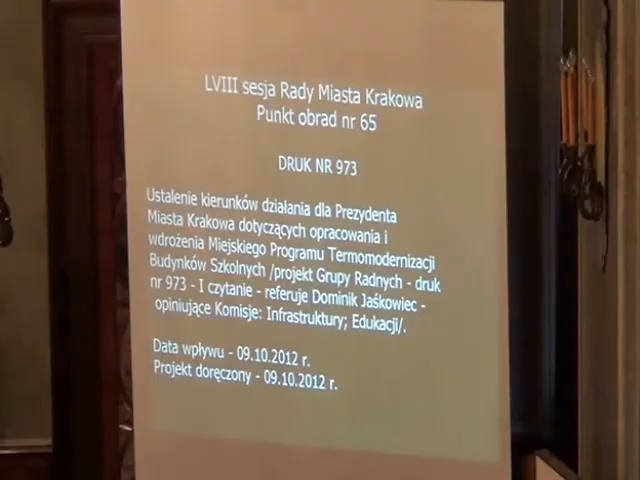 LVIII sesja Rady Miasta Krakowa
Punkt obrad nr 65
DRUK NR 973
Ustalenie kierunków działania dla Prezydenta
Miasta Krakowa dotyczących opracowania i
wdrożenia Miejskiego Programu Termomodernizacji
Budynków Szkolnych /projekt Grupy Radnych - druk
nr 973 - I czytanie - referuje Dominik Jaśkowiec -
opiniujące Komisje: Infrastruktury; Edukacji/.
Data wpływu - 09.10.2012 r.
Projekt doręczony - 09.10.2012 r.